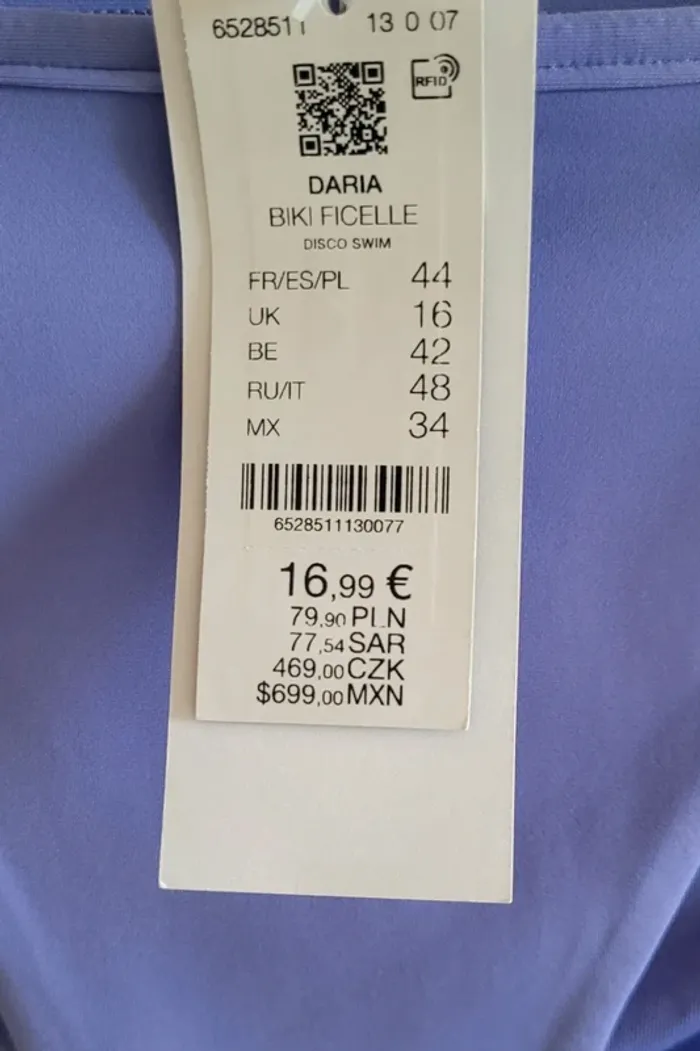 6528511 13 0 07
RFID
DARIA
BIKI FICELLE
DISCO SWIM
FR/ES/PL 44
UK 16
BE 42
RU/IT 48
MX 34
6528511130077
16,99 €
79,90 PLN
77,54 SAR
469,00 CZK
$699,00 MXN